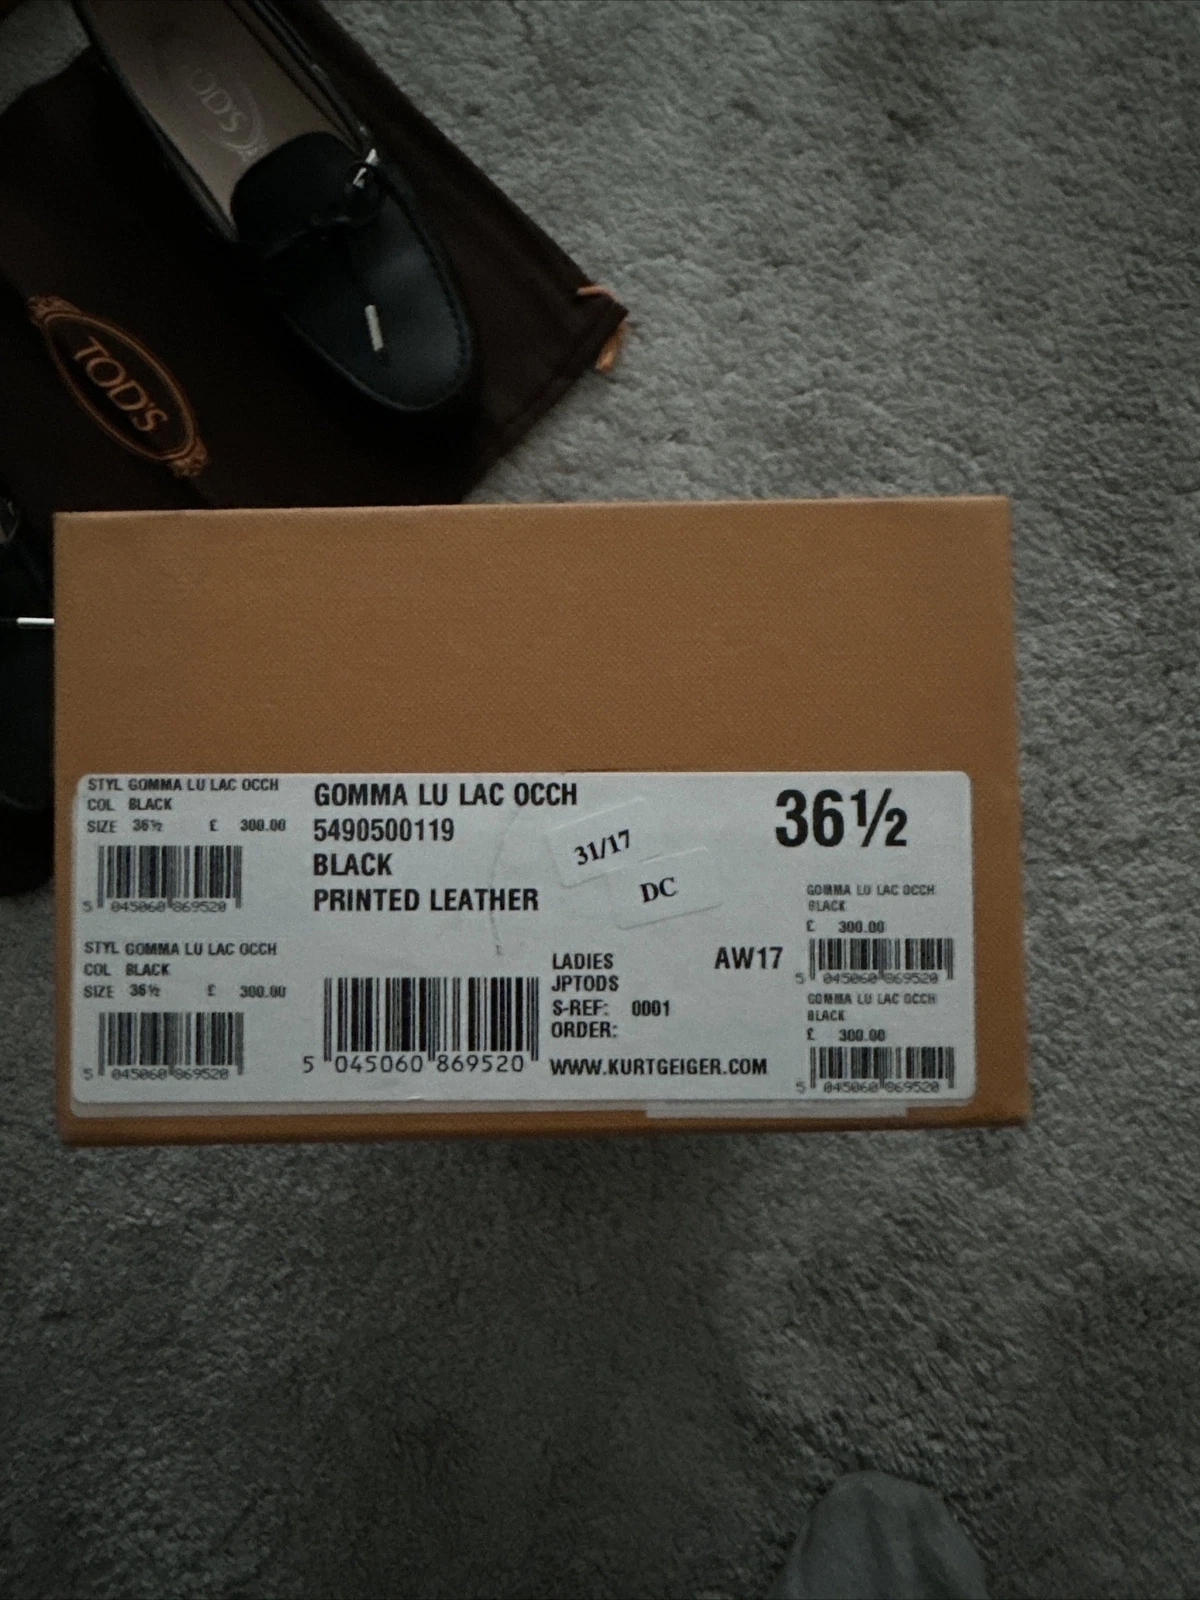 TOD'S
TOD'S
STYL GOMMA LU LAC OCCH
COL BLACK
SIZE 36½ £ 300.00
5 045060 869520
STYL GOMMA LU LAC OCCH
COL BLACK
SIZE 36½ £ 300.00
5 045060 869520
GOMMA LU LAC OCCH
5490500119
BLACK
PRINTED LEATHER
31/17
DC
5 045060 869520
LADIES AW17
JPTODS
S-REF: 0001
ORDER:
WWW.KURTGEIGER.COM
36½
GOMMA LU LAC OCCH
BLACK
£ 300.00
5 045060 869520
GOMMA LU LAC OCCH
BLACK
£ 300.00
5 045060 869520